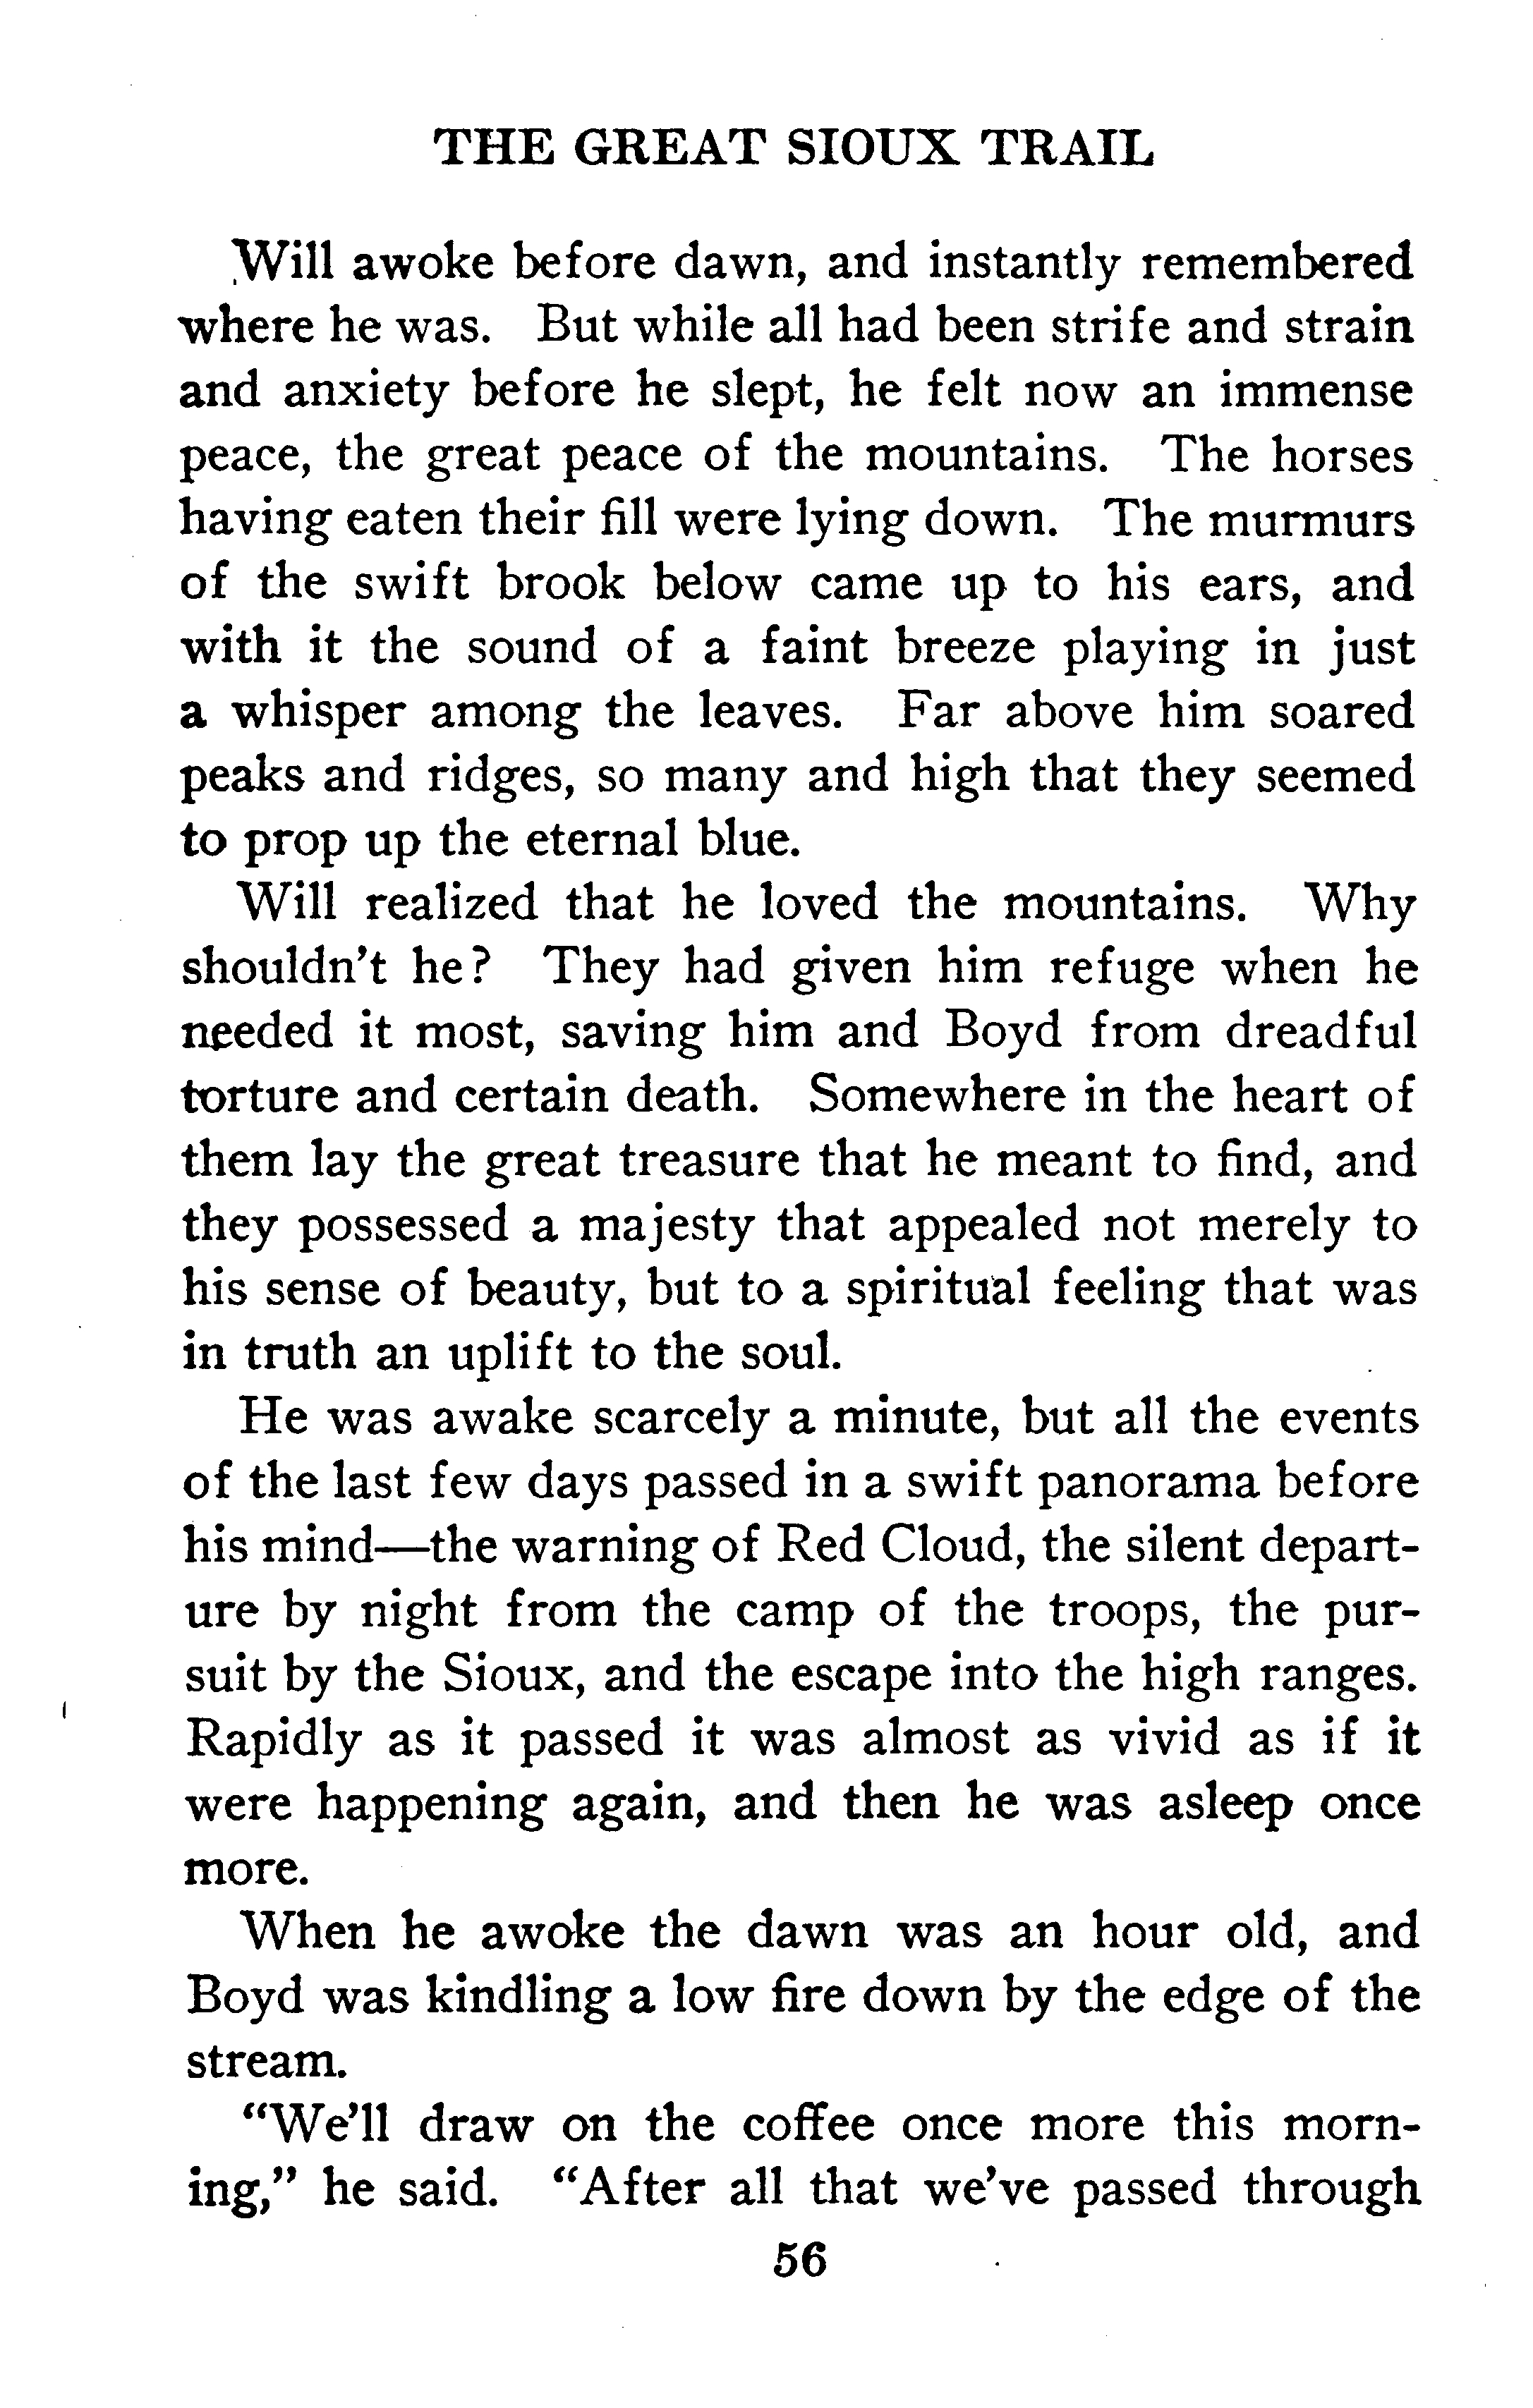 THE GREAT SIOUX TRAIL
Will awoke before dawn, and instantly remembered
where he was. But while all had been strife and strain
and anxiety before he slept, he felt now an immense
peace, the great peace of the mountains. The horses
having eaten their fill were lying down. The murmurs
of the swift brook below came up to his ears, and
with it the sound of a faint breeze playing in just
a whisper among the leaves. Far above him soared
peaks and ridges, so many and high that they seemed
to prop up the eternal blue.
Will realized that he loved the mountains. Why
shouldn't he? They had given him refuge when he
needed it most, saving him and Boyd from dreadful
torture and certain death. Somewhere in the heart of
them lay the great treasure that he meant to find, and
they possessed a majesty that appealed not merely to
his sense of beauty, but to a spiritual feeling that was
in truth an uplift to the soul.
He was awake scarcely a minute, but all the events
of the last few days passed in a swift panorama before
his mind—the warning of Red Cloud, the silent depart-
ure by night from the camp of the troops, the pur-
suit by the Sioux, and the escape into the high ranges.
Rapidly as it passed it was almost as vivid as if it
were happening again, and then he was asleep once
more.
When he awoke the dawn was an hour old, and
Boyd was kindling a low fire down by the edge of the
stream.
"We'll draw on the coffee once more this morn-
ing," he said. "After all that we've passed through
56